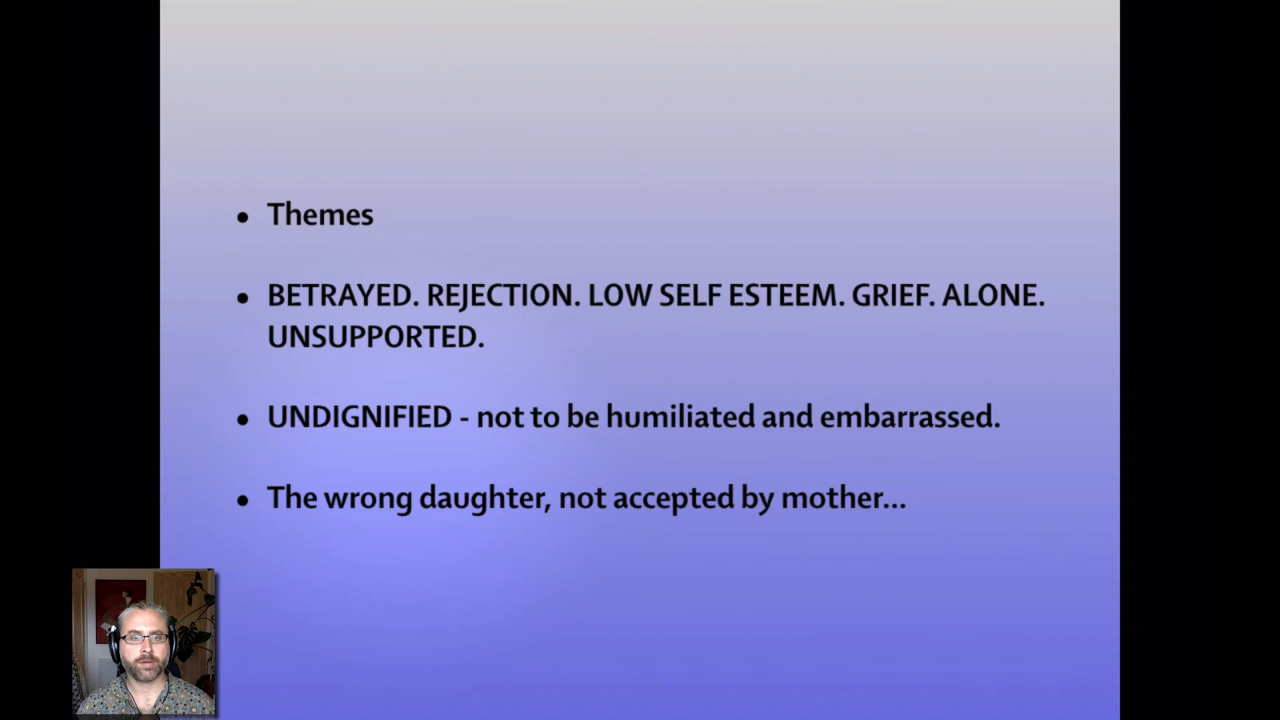 • Themes
• BETRAYED. REJECTION. LOW SELF ESTEEM. GRIEF. ALONE.
UNSUPPORTED.
• UNDIGNIFIED - not to be humiliated and embarrassed.
• The wrong daughter, not accepted by mother...